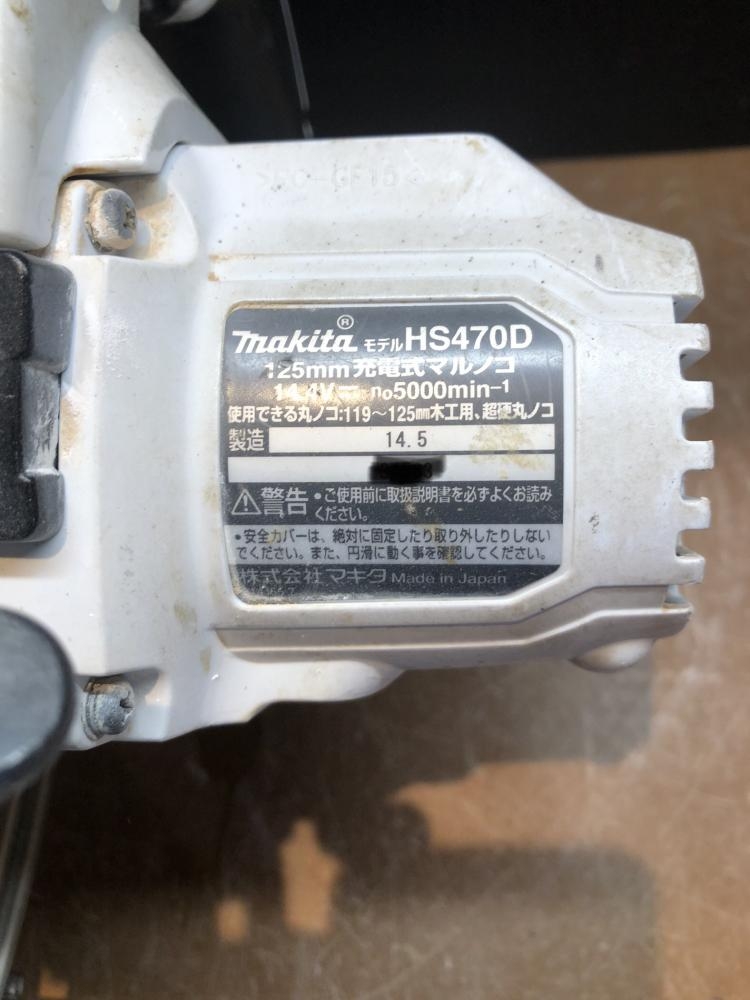 makita® モデル HS470D
125mm 充電式マルノコ
14.4V⎓ n₀5000min⁻¹
使用できる丸ノコ:119～125㎜木工用、超硬丸ノコ
製造 14.5
⚠警告 •ご使用前に取扱説明書を必ずよくお読み
ください。
•安全カバーは、絶対に固定したり取り外したりしない
でください。また、円滑に動く事を確認してください。
株式会社 マキタ Made in Japan